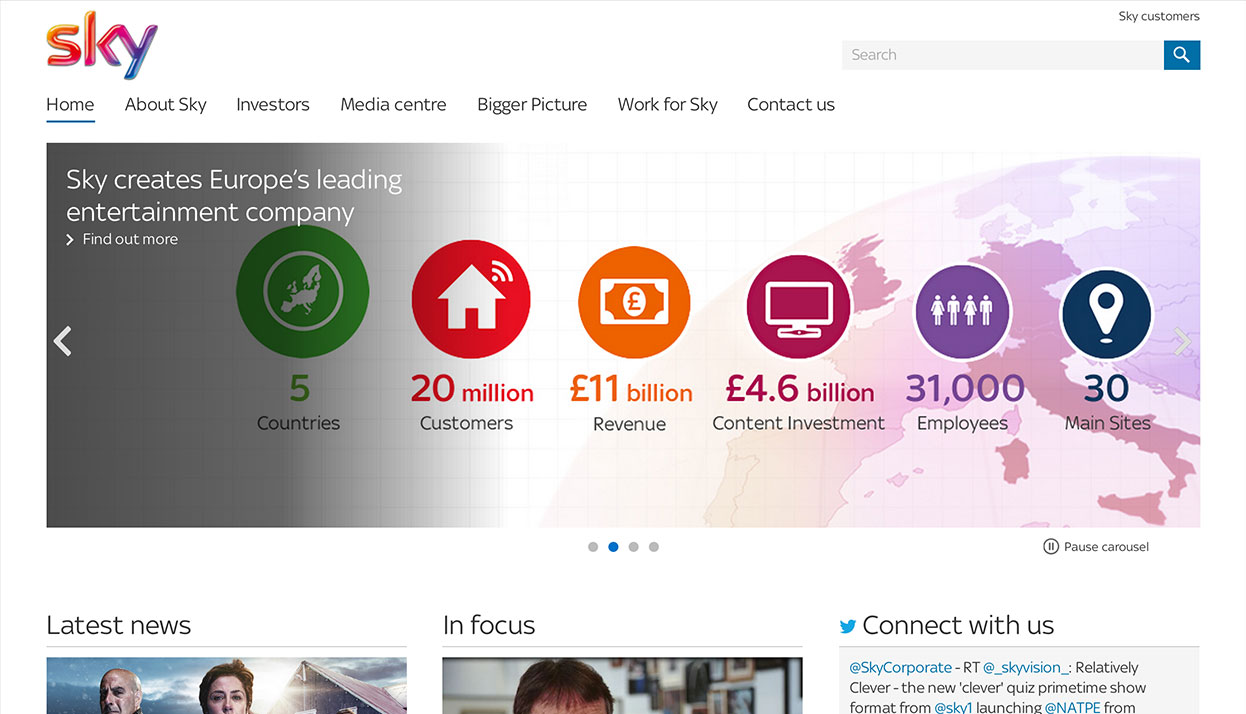 sky
Sky customers
Search
Home About Sky Investors Media centre Bigger Picture Work for Sky Contact us
Sky creates Europe's leading
entertainment company
Find out more
£
5 20 million £11 billion £4.6 billion 31,000 30
Countries Customers Revenue Content Investment Employees Main Sites
Pause carousel
Latest news In focus Connect with us
@SkyCorporate - RT @_skyvision_: Relatively
Clever - the new 'clever' quiz primetime show
format from @sky1 launching @NATPE from